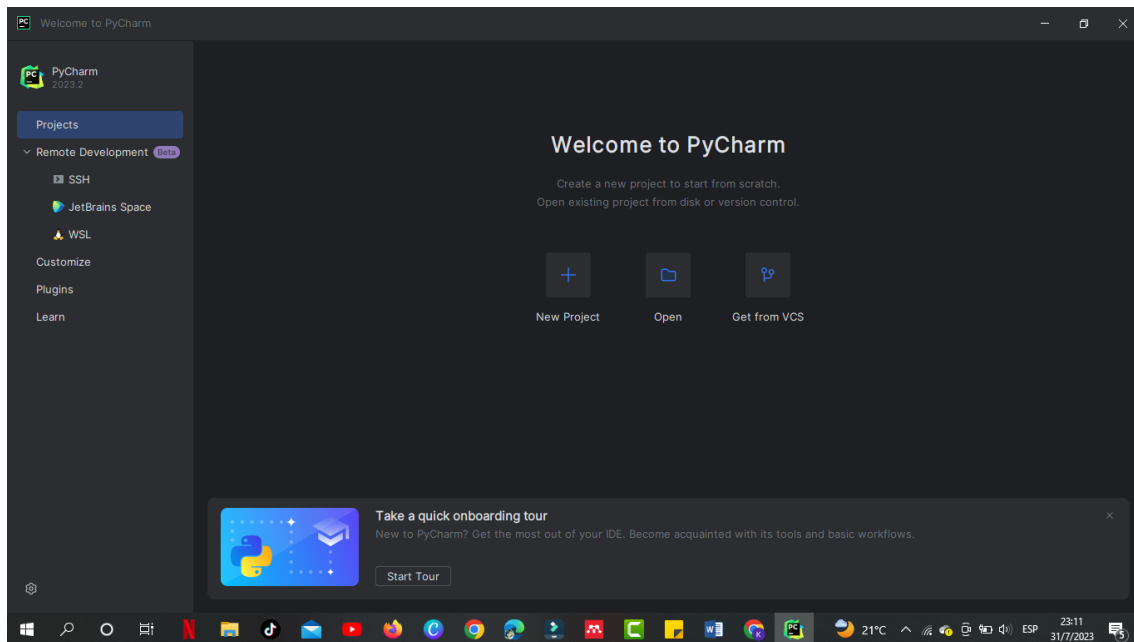 Welcome to PyCharm
PyCharm
2023.2
Projects
Remote Development Beta
SSH
JetBrains Space
WSL
Customize
Plugins
Learn
Welcome to PyCharm
Create a new project to start from scratch.
Open existing project from disk or version control.
New Project
Open
Get from VCS
Take a quick onboarding tour
New to PyCharm? Get the most out of your IDE. Become acquainted with its tools and basic workflows.
Start Tour
21°C
ESP
23:11
31/7/2023